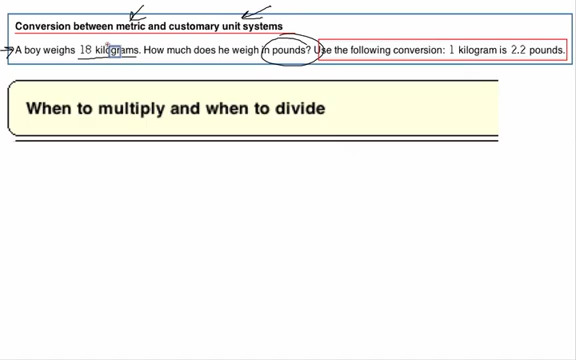 Conversion between metric and customary unit systems
A boy weighs 18 kilograms. How much does he weigh in pounds? Use the following conversion: 1 kilogram is 2.2 pounds.
When to multiply and when to divide